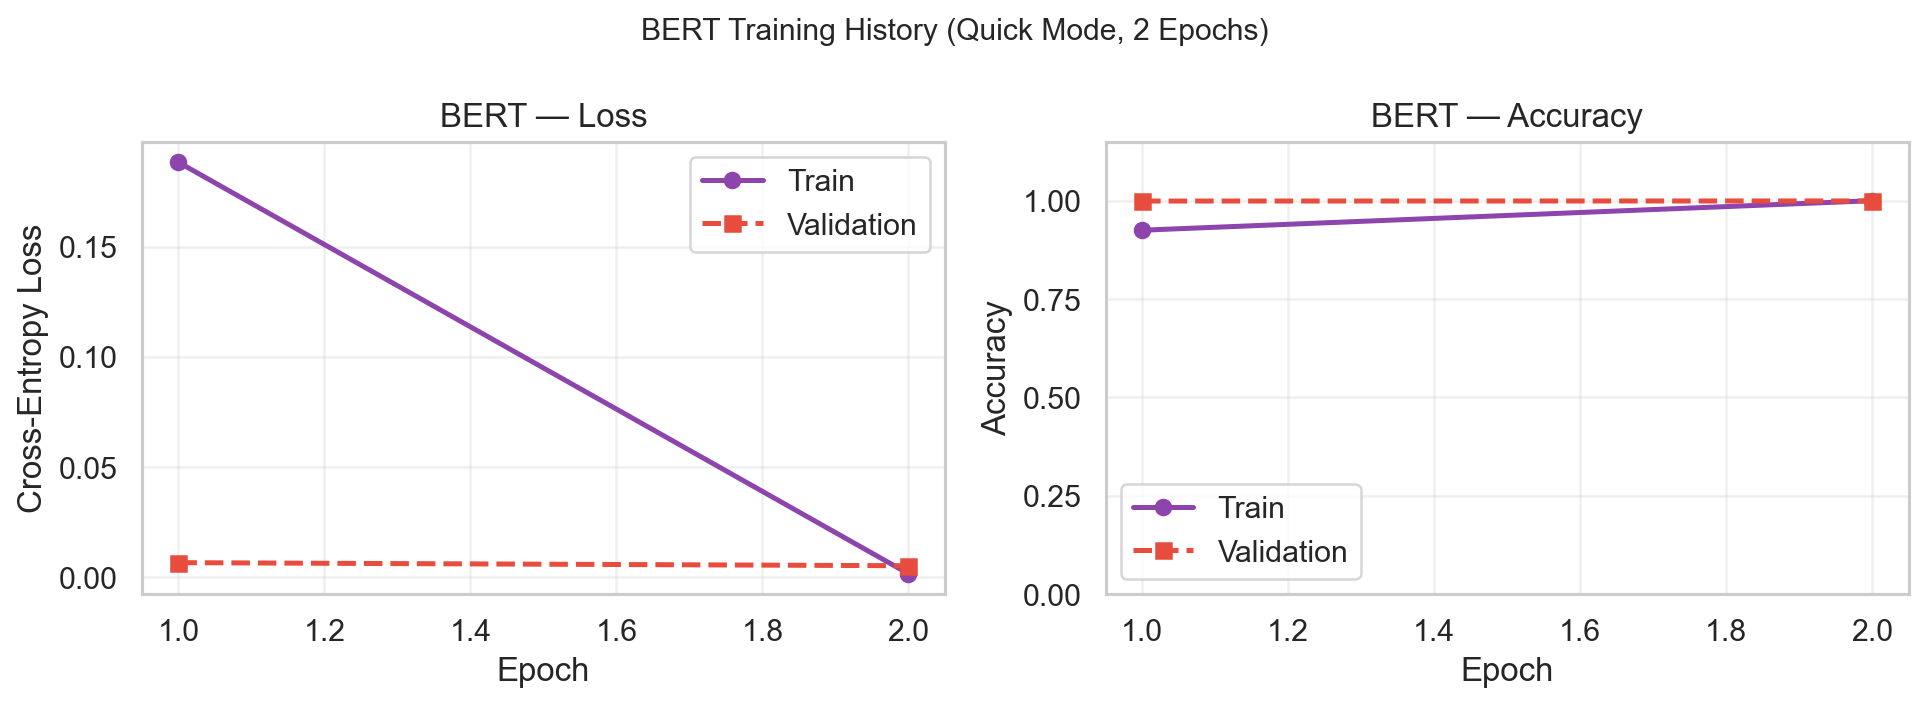 BERT Training History (Quick Mode, 2 Epochs)
BERT — Loss
Cross-Entropy Loss
0.15
0.10
0.05
0.00
1.0 1.2 1.4 1.6 1.8 2.0
Epoch
Train
Validation
BERT — Accuracy
Accuracy
1.00
0.75
0.50
0.25
0.00
1.0 1.2 1.4 1.6 1.8 2.0
Epoch
Train
Validation